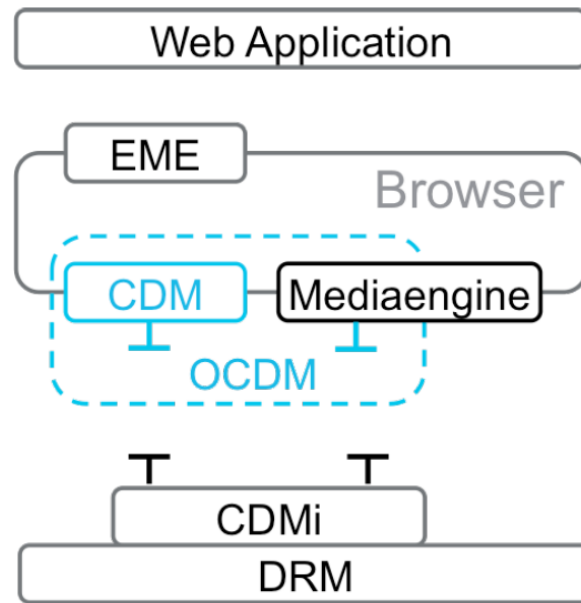 Web Application
EME
Browser
CDM
Mediaengine
OCDM
CDMi
DRM